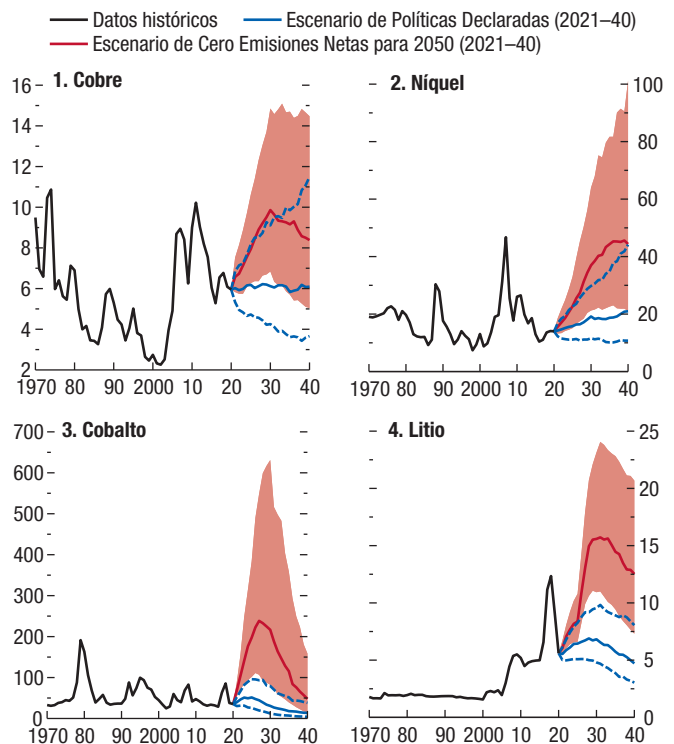 Datos históricos Escenario de Políticas Declaradas (2021–40)
Escenario de Cero Emisiones Netas para 2050 (2021–40)
1. Cobre
16
14
12
10
8
6
4
2
1970 80 90 2000 10 20 30 40
2. Níquel
100
80
60
40
20
0
1970 80 90 2000 10 20 30 40
3. Cobalto
700
600
500
400
300
200
100
0
1970 80 90 2000 10 20 30 40
4. Litio
25
20
15
10
5
0
1970 80 90 2000 10 20 30 40